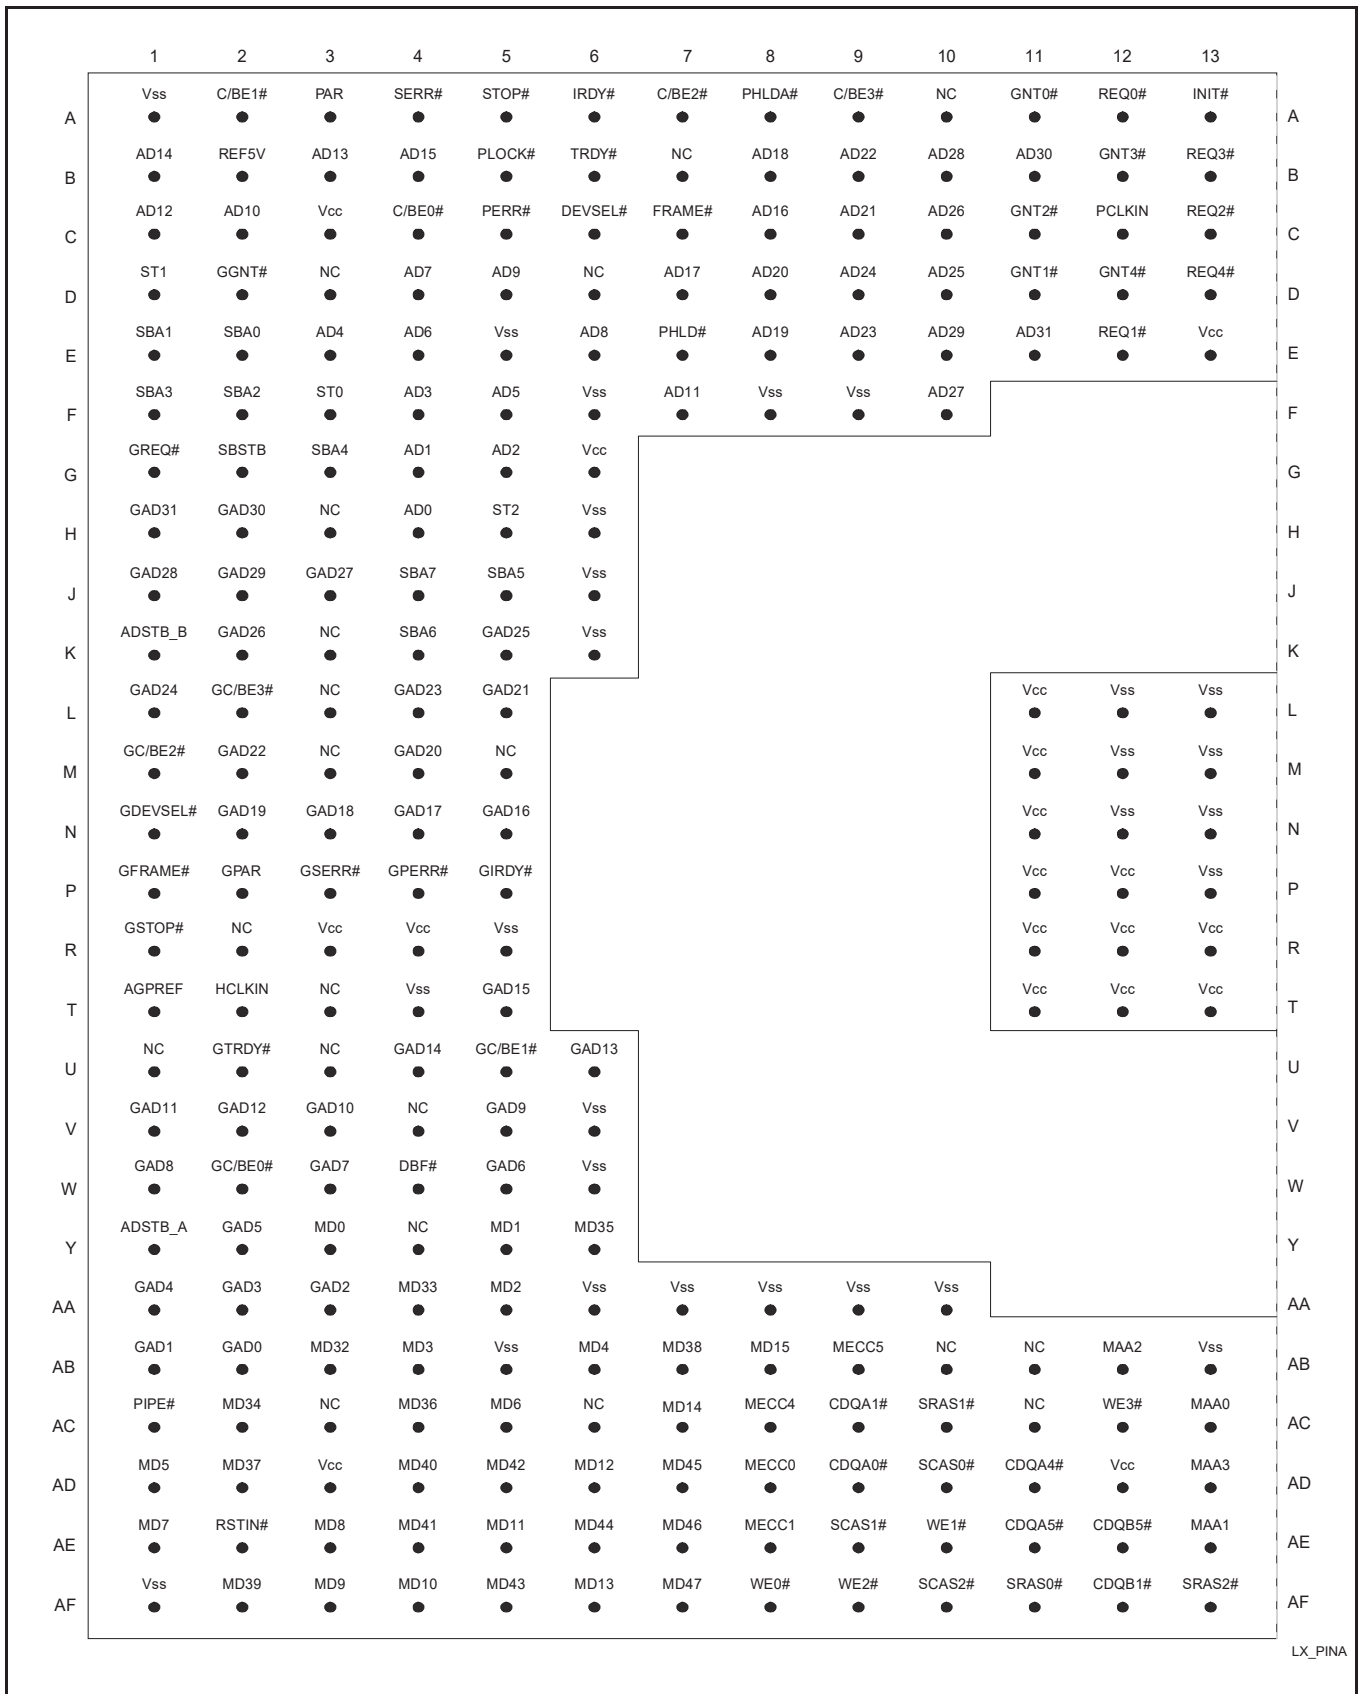 1 2 3 4 5 6 7 8 9 10 11 12 13
Vss C/BE1# PAR SERR# STOP# IRDY# C/BE2# PHLDA# C/BE3# NC GNT0# REQ0# INIT#
A A
AD14 REF5V AD13 AD15 PLOCK# TRDY# NC AD18 AD22 AD28 AD30 GNT3# REQ3#
B B
AD12 AD10 Vcc C/BE0# PERR# DEVSEL# FRAME# AD16 AD21 AD26 GNT2# PCLKIN REQ2#
C C
ST1 GGNT# NC AD7 AD9 NC AD17 AD20 AD24 AD25 GNT1# GNT4# REQ4#
D D
SBA1 SBA0 AD4 AD6 Vss AD8 PHLD# AD19 AD23 AD29 AD31 REQ1# Vcc
E E
SBA3 SBA2 ST0 AD3 AD5 Vss AD11 Vss Vss AD27
F F
GREQ# SBSTB SBA4 AD1 AD2 Vcc
G G
GAD31 GAD30 NC AD0 ST2 Vss
H H
GAD28 GAD29 GAD27 SBA7 SBA5 Vss
J J
ADSTB_B GAD26 NC SBA6 GAD25 Vss
K K
GAD24 GC/BE3# NC GAD23 GAD21 Vcc Vss Vss
L L
GC/BE2# GAD22 NC GAD20 NC Vcc Vss Vss
M M
GDEVSEL# GAD19 GAD18 GAD17 GAD16 Vcc Vss Vss
N N
GFRAME# GPAR GSERR# GPERR# GIRDY# Vcc Vcc Vss
P P
GSTOP# NC Vcc Vcc Vss Vcc Vcc Vcc
R R
AGPREF HCLKIN NC Vss GAD15 Vcc Vcc Vcc
T T
NC GTRDY# NC GAD14 GC/BE1# GAD13
U U
GAD11 GAD12 GAD10 NC GAD9 Vss
V V
GAD8 GC/BE0# GAD7 DBF# GAD6 Vss
W W
ADSTB_A GAD5 MD0 NC MD1 MD35
Y Y
GAD4 GAD3 GAD2 MD33 MD2 Vss Vss Vss Vss Vss
AA AA
GAD1 GAD0 MD32 MD3 Vss MD4 MD38 MD15 MECC5 NC NC MAA2 Vss
AB AB
PIPE# MD34 NC MD36 MD6 NC MD14 MECC4 CDQA1# SRAS1# NC WE3# MAA0
AC AC
MD5 MD37 Vcc MD40 MD42 MD12 MD45 MECC0 CDQA0# SCAS0# CDQA4# Vcc MAA3
AD AD
MD7 RSTIN# MD8 MD41 MD11 MD44 MD46 MECC1 SCAS1# WE1# CDQA5# CDQB5# MAA1
AE AE
Vss MD39 MD9 MD10 MD43 MD13 MD47 WE0# WE2# SCAS2# SRAS0# CDQB1# SRAS2#
AF AF
LX_PINA